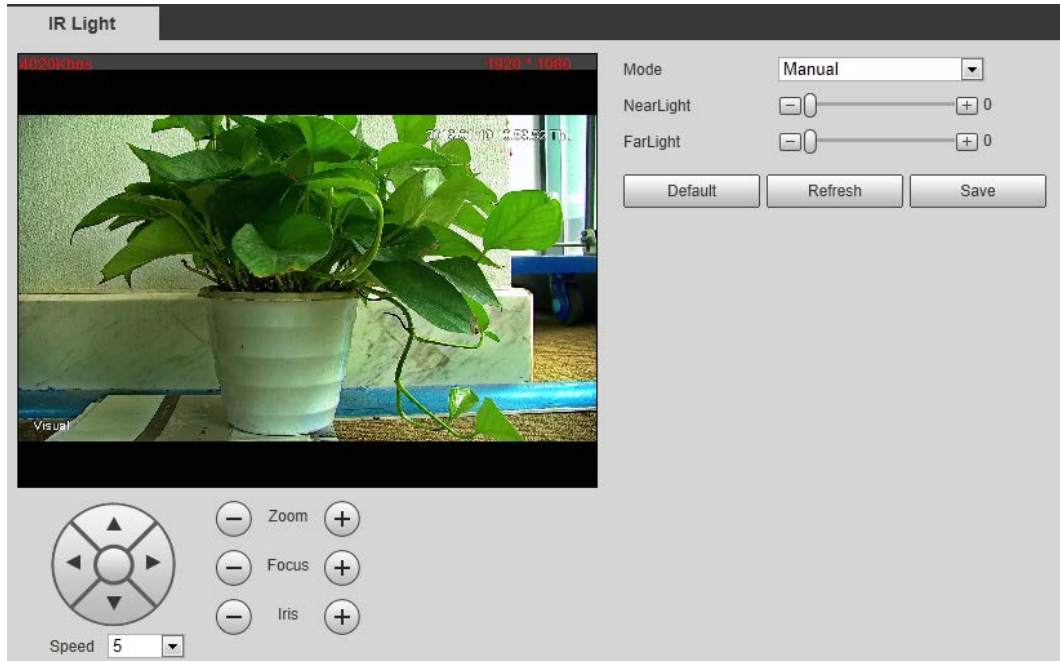 IR Light
4020Kbps 1920 * 1080
Visual
Mode Manual
NearLight 0
FarLight 0
Default Refresh Save
Zoom
Focus
Iris
Speed 5